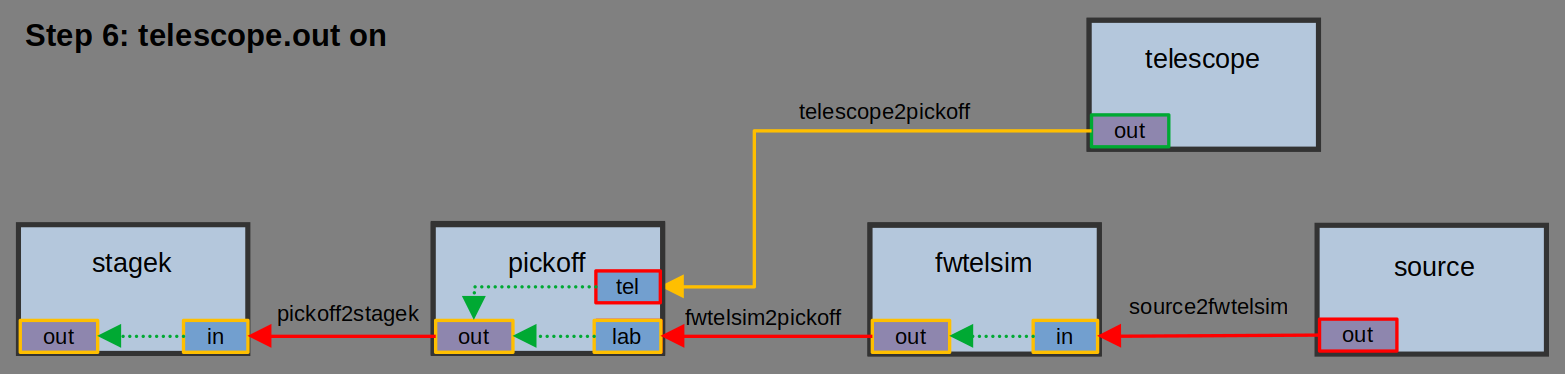 Step 6: telescope.out on
telescope
out
telescope2pickoff
stagek
out
in
pickoff2stagek
pickoff
tel
out
lab
fwtelsim2pickoff
fwtelsim
out
in
source2fwtelsim
source
out